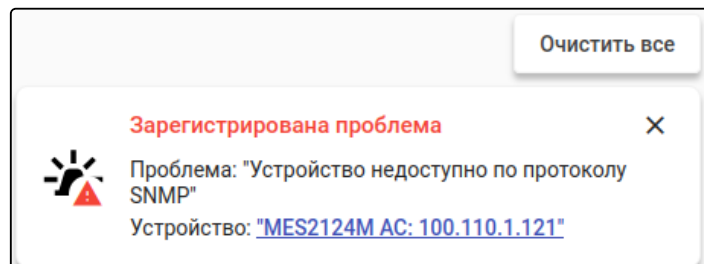 Очистить все
Зарегистрирована проблема
Проблема: "Устройство недоступно по протоколу
SNMP"
Устройство: "MES2124M AC: 100.110.1.121"